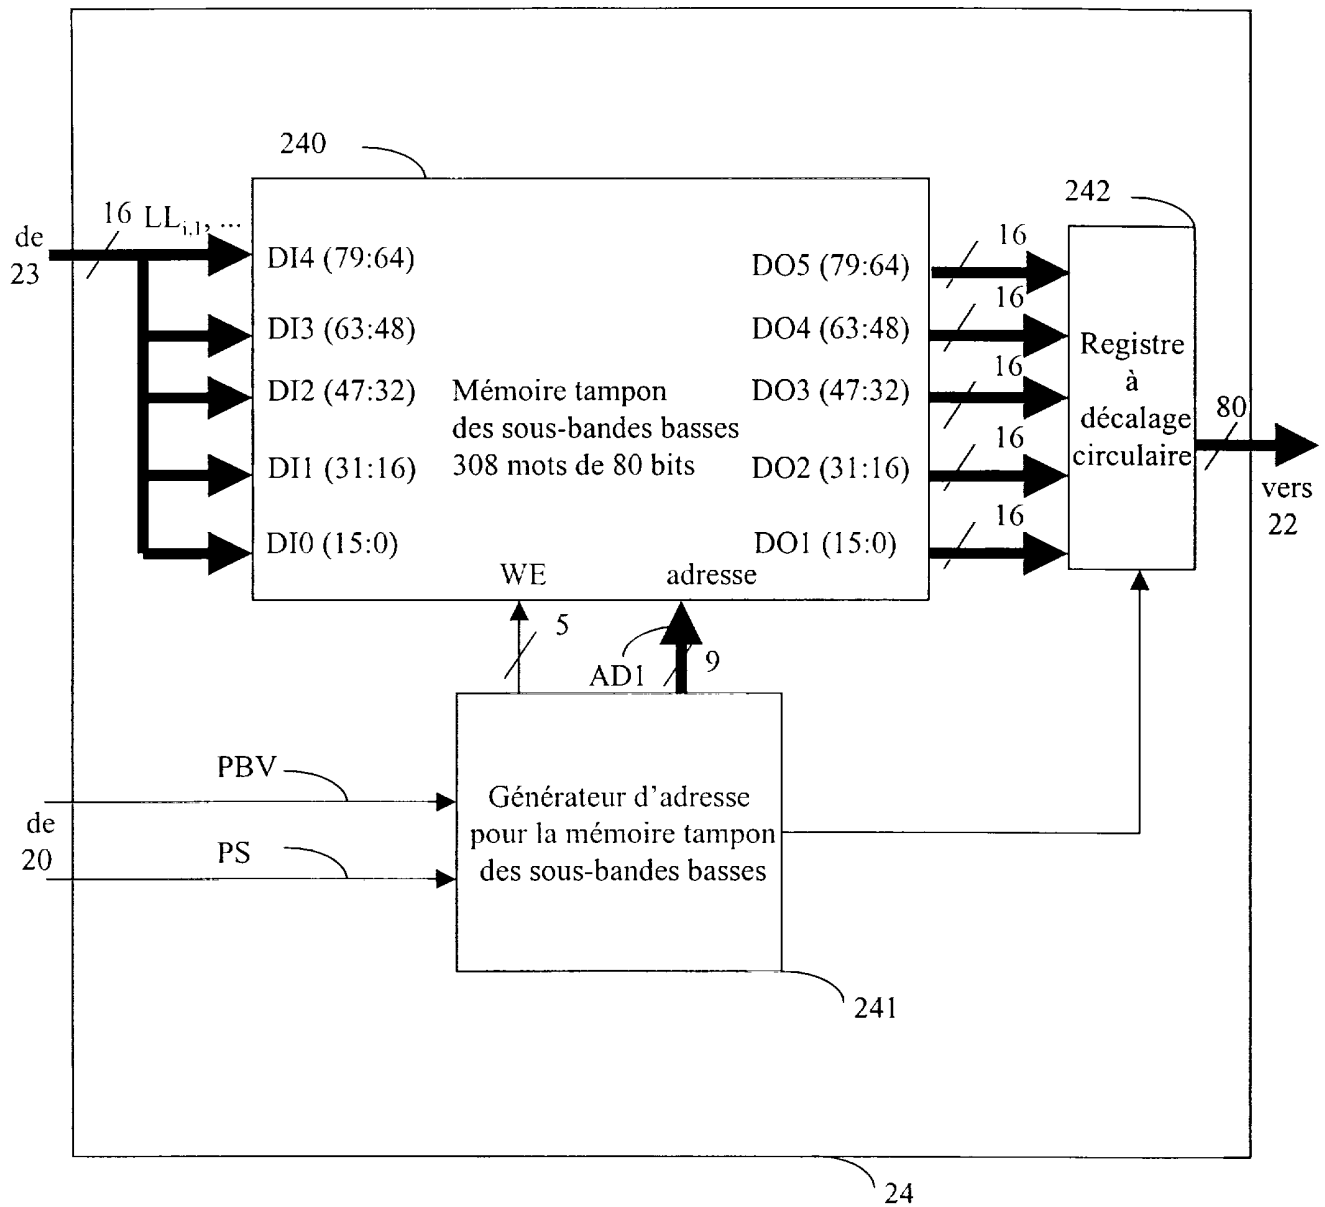 240
242
16 LL i,1, ...
de
23
DI4 (79:64)
DI3 (63:48)
DI2 (47:32)
DI1 (31:16)
DI0 (15:0)
Mémoire tampon
des sous-bandes basses
308 mots de 80 bits
DO5 (79:64)
DO4 (63:48)
DO3 (47:32)
DO2 (31:16)
DO1 (15:0)
WE
adresse
16
16
16
16
16
Registre
à
décalage
circulaire
80
vers
22
5
AD1
9
PBV
de
20
PS
Générateur d'adresse
pour la mémoire tampon
des sous-bandes basses
241
24